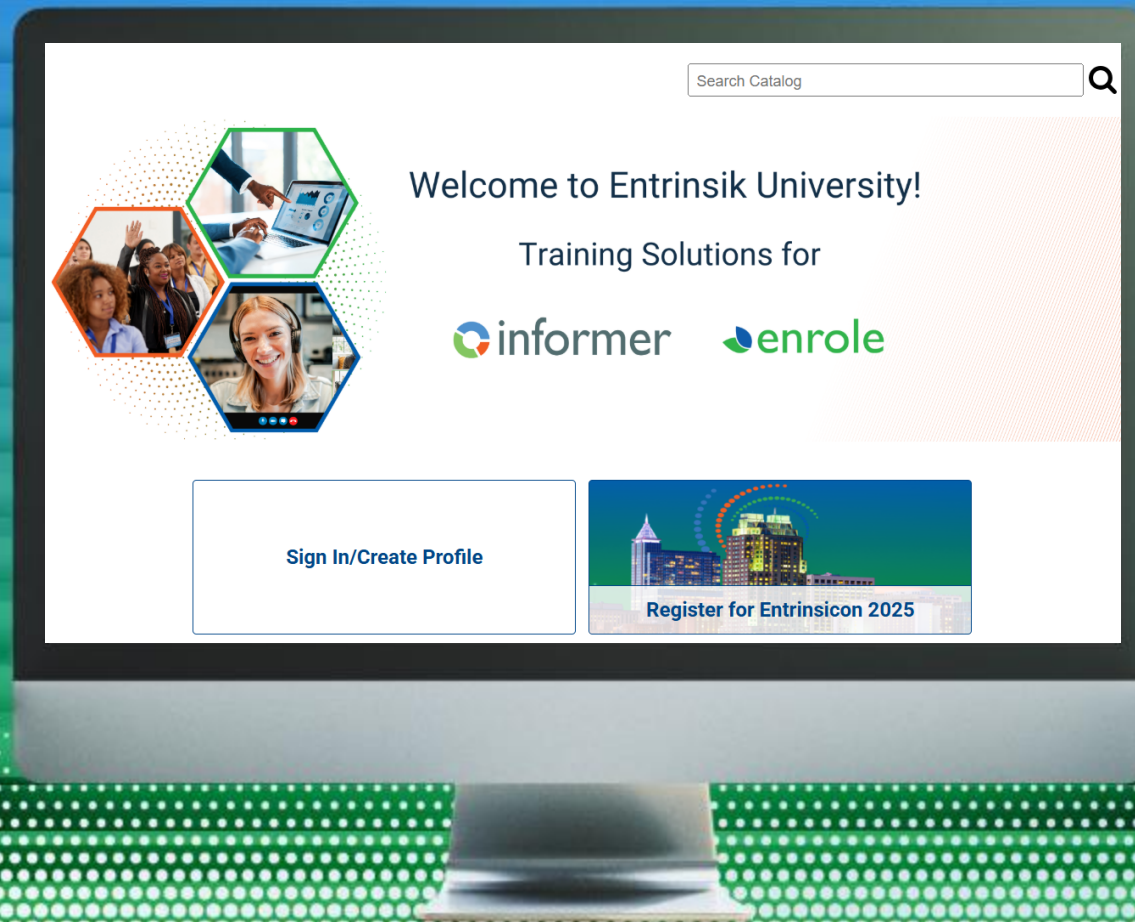 Search Catalog
Welcome to Entrinsik University!
Training Solutions for
informer enrole
Sign In/Create Profile
Register for Entrinsicon 2025